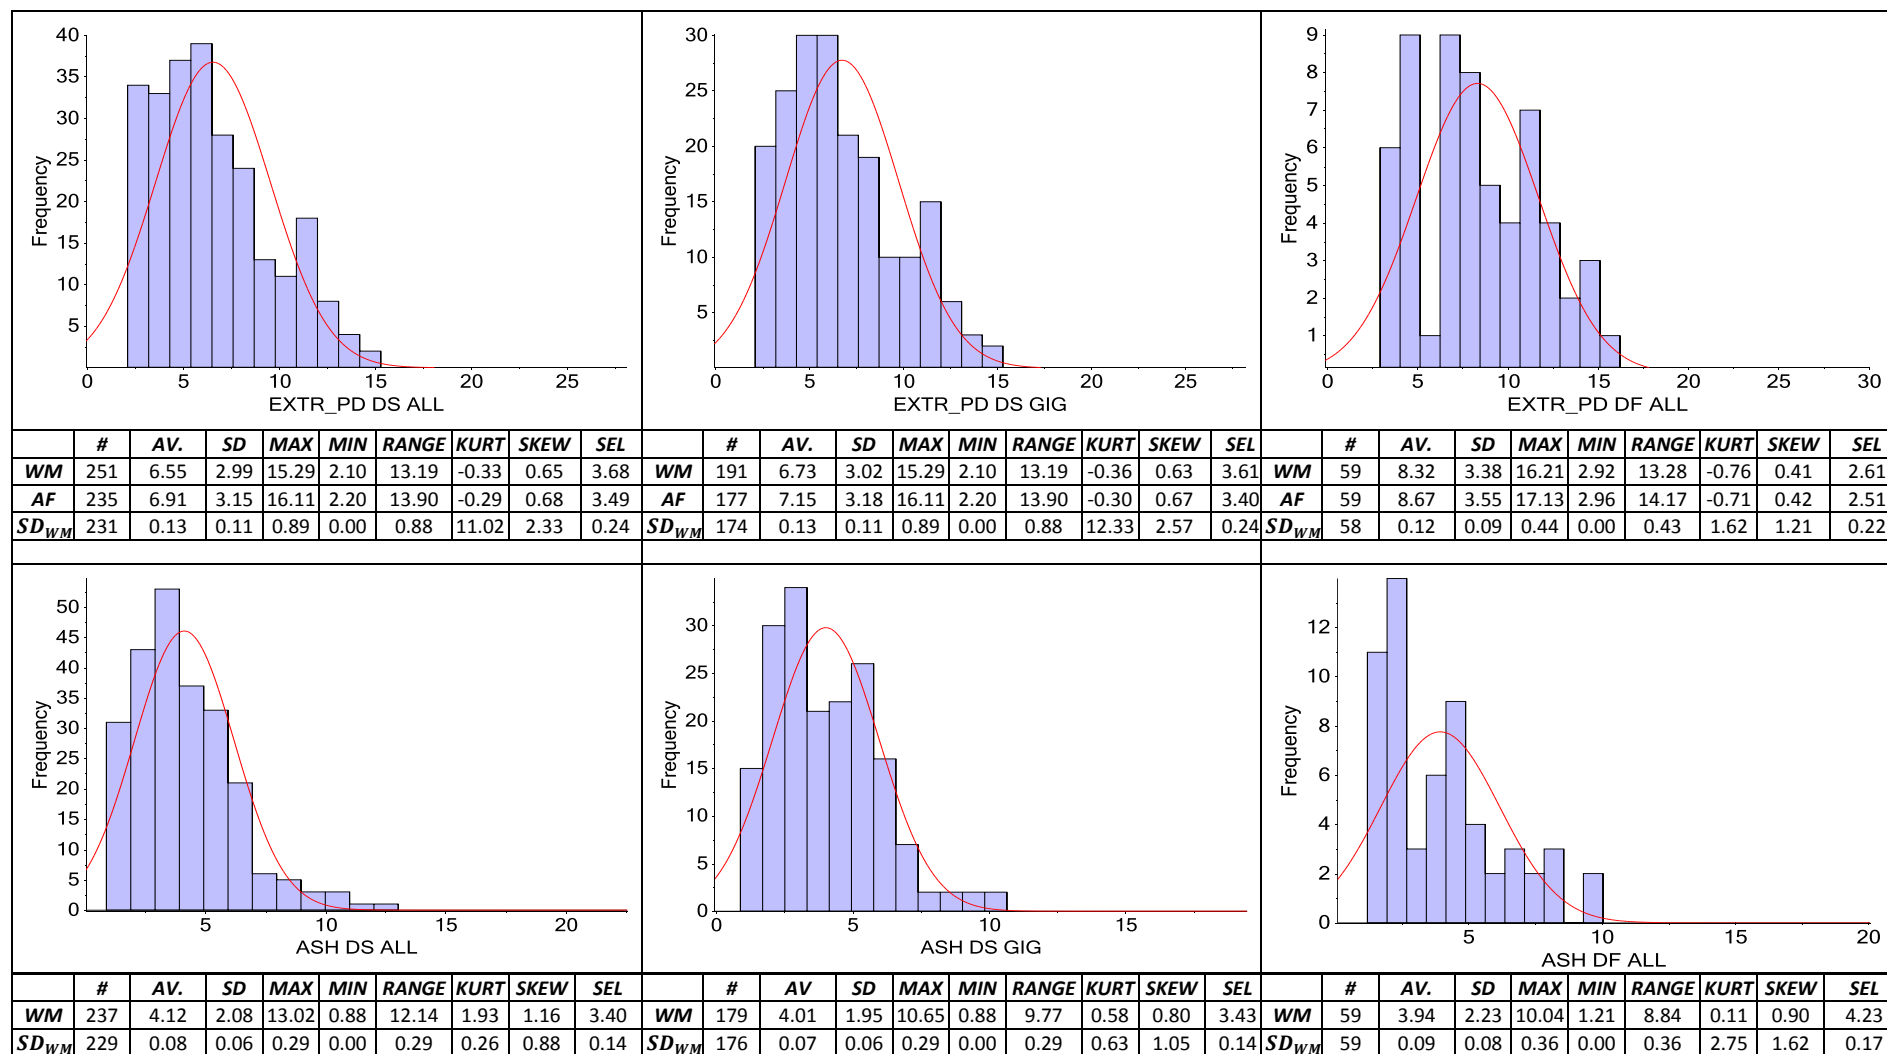 40
35
30
25
20
15
10
5
Frequency
0 5 10 15 20 25
EXTR_PD DS ALL
30
25
20
15
10
5
Frequency
0 5 10 15 20 25
EXTR_PD DS GIG
9
8
7
6
5
4
3
2
1
Frequency
0 5 10 15 20 25 30
EXTR_PD DF ALL
# AV. SD MAX MIN RANGE KURT SKEW SEL
WM 251 6.55 2.99 15.29 2.10 13.19 -0.33 0.65 3.68
AF 235 6.91 3.15 16.11 2.20 13.90 -0.29 0.68 3.49
SD_WM 231 0.13 0.11 0.89 0.00 0.88 11.02 2.33 0.24
# AV. SD MAX MIN RANGE KURT SKEW SEL
WM 191 6.73 3.02 15.29 2.10 13.19 -0.36 0.63 3.61
AF 177 7.15 3.18 16.11 2.20 13.90 -0.30 0.67 3.40
SD_WM 174 0.13 0.11 0.89 0.00 0.88 12.33 2.57 0.24
# AV. SD MAX MIN RANGE KURT SKEW SEL
WM 59 8.32 3.38 16.21 2.92 13.28 -0.76 0.41 2.61
AF 59 8.67 3.55 17.13 2.96 14.17 -0.71 0.42 2.51
SD_WM 58 0.12 0.09 0.44 0.00 0.43 1.62 1.21 0.22
50
45
40
35
30
25
20
15
10
5
0
Frequency
5 10 15 20
ASH DS ALL
30
25
20
15
10
5
0
Frequency
0 5 10 15
ASH DS GIG
12
10
8
6
4
2
0
Frequency
5 10 15 20
ASH DF ALL
# AV. SD MAX MIN RANGE KURT SKEW SEL
WM 237 4.12 2.08 13.02 0.88 12.14 1.93 1.16 3.40
SD_WM 229 0.08 0.06 0.29 0.00 0.29 0.26 0.88 0.14
# AV SD MAX MIN RANGE KURT SKEW SEL
WM 179 4.01 1.95 10.65 0.88 9.77 0.58 0.80 3.43
SD_WM 176 0.07 0.06 0.29 0.00 0.29 0.63 1.05 0.14
# AV. SD MAX MIN RANGE KURT SKEW SEL
WM 59 3.94 2.23 10.04 1.21 8.84 0.11 0.90 4.23
SD_WM 59 0.09 0.08 0.36 0.00 0.36 2.75 1.62 0.17